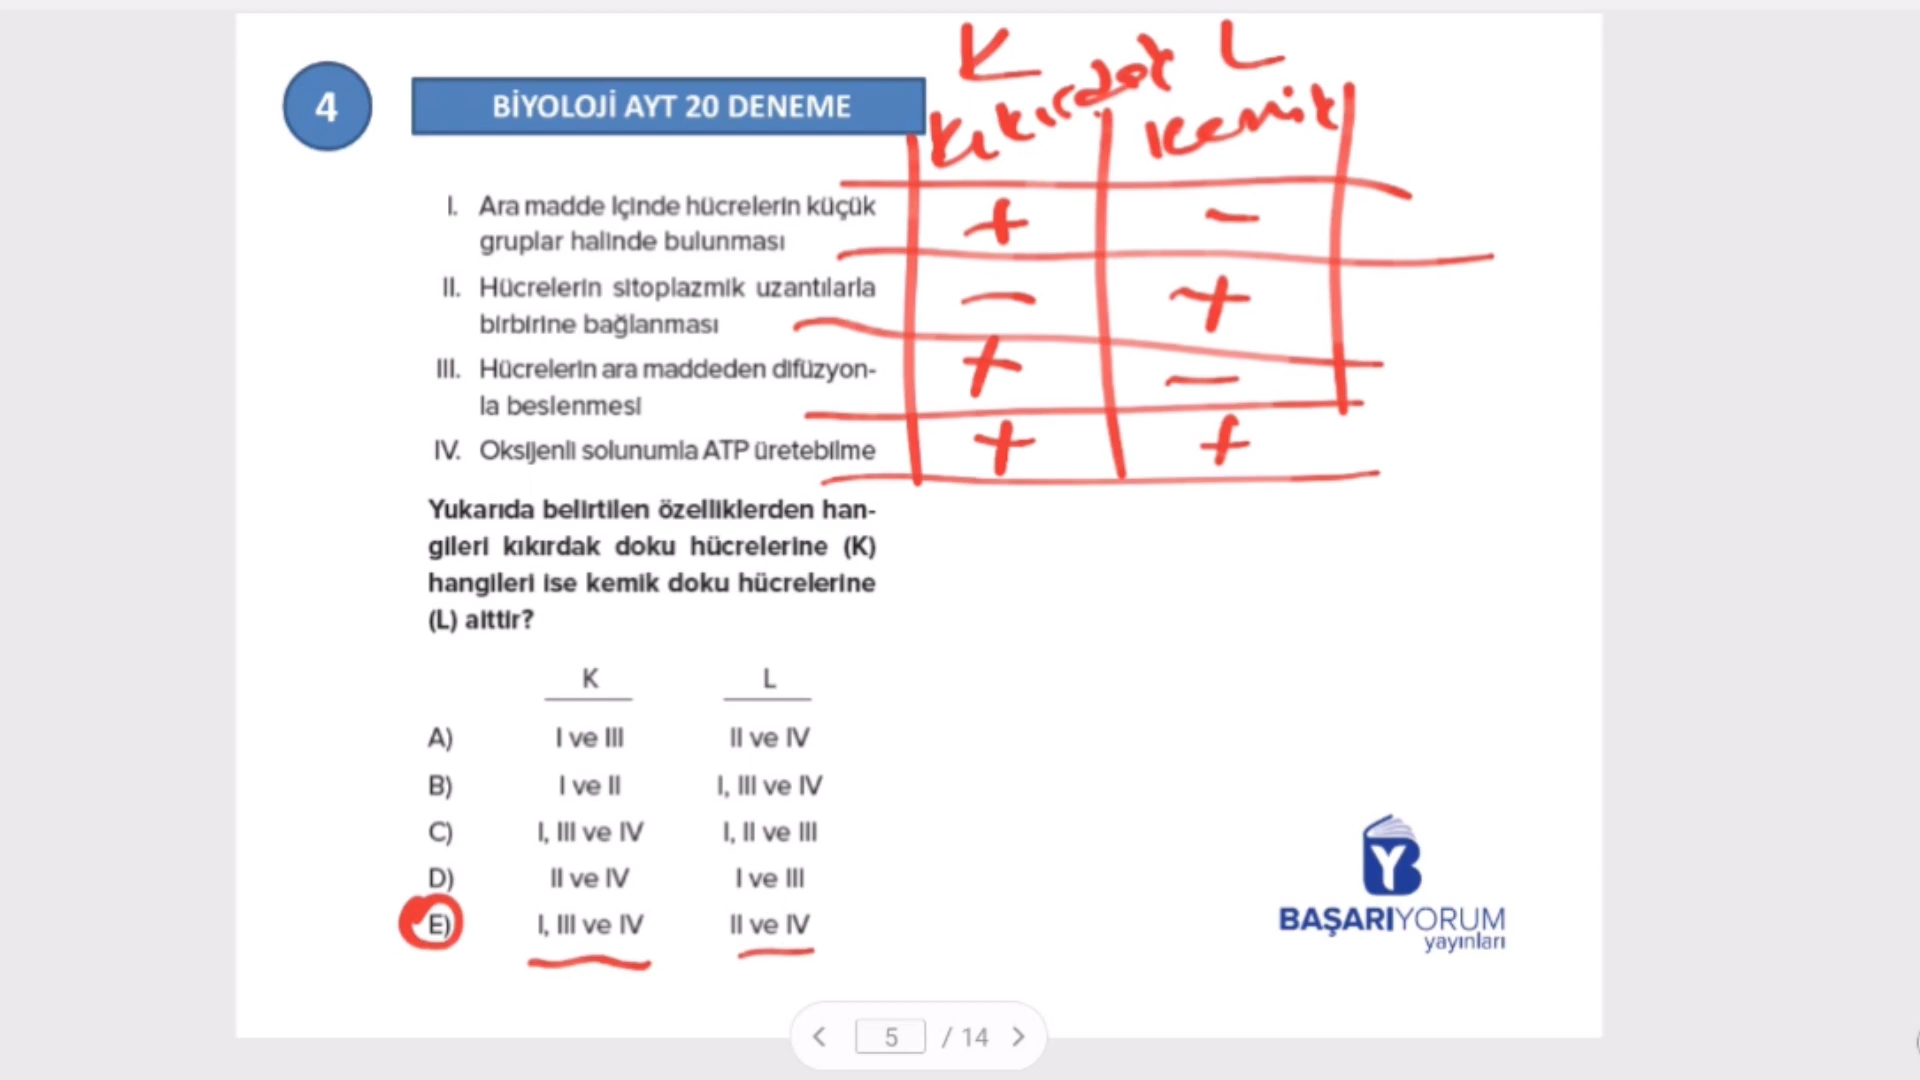 K L
kıkırdak kemik
4 BİYOLOJİ AYT 20 DENEME
I. Ara madde içinde hücrelerin küçük + −
gruplar halinde bulunması
II. Hücrelerin sitoplazmik uzantılarla − +
birbirine bağlanması
III. Hücrelerin ara maddeden difüzyon- + −
la beslenmesi
IV. Oksijenli solunumla ATP üretebilme + +
Yukarıda belirtilen özelliklerden han-
gileri kıkırdak doku hücrelerine (K)
hangileri ise kemik doku hücrelerine
(L) aittir?
K L
A) I ve III II ve IV
B) I ve II I, III ve IV
C) I, III ve IV I, II ve III
D) II ve IV I ve III
E) I, III ve IV II ve IV
BAŞARIYORUM
yayınları
5 / 14